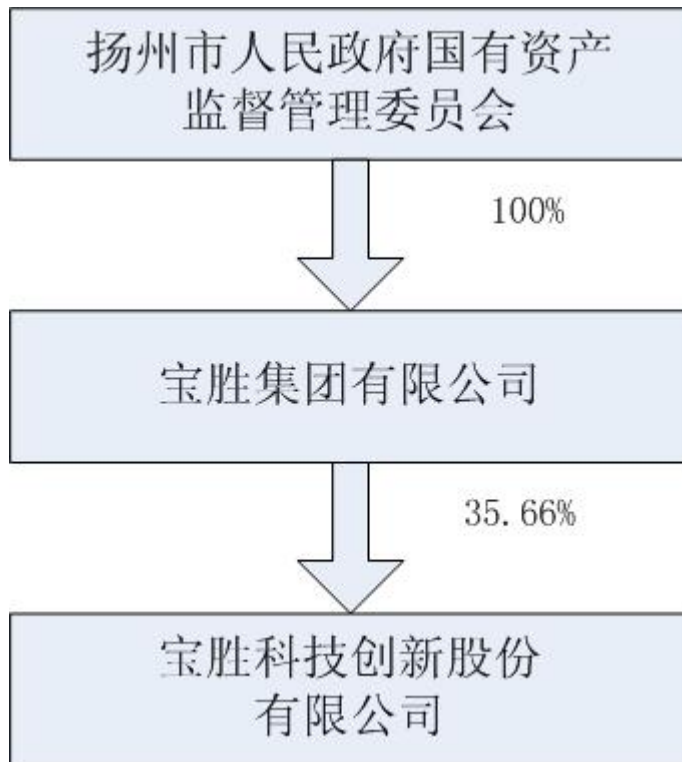 扬州市人民政府国有资产
监督管理委员会
100%
宝胜集团有限公司
35.66%
宝胜科技创新股份
有限公司